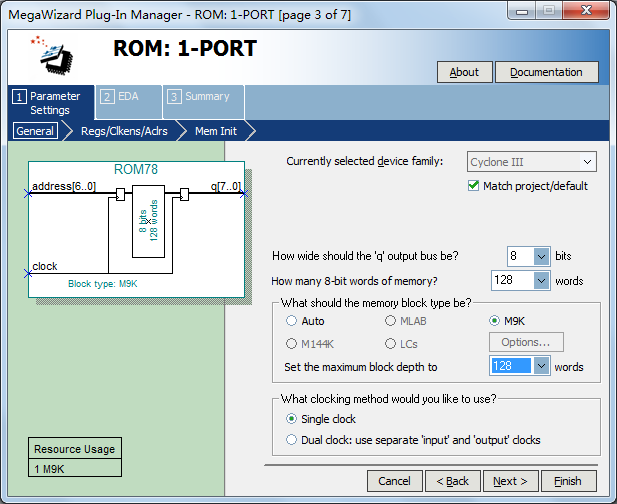 MegaWizard Plug-In Manager - ROM: 1-PORT [page 3 of 7]
ROM: 1-PORT
About
Documentation
1 Parameter Settings
2 EDA
3 Summary
General
Regs/Clkens/Aclrs
Mem Init
ROM78
address[6..0]
q[7..0]
8 bits
128 words
clock
Block type: M9K
Resource Usage
1 M9K
Currently selected device family:
Cyclone III
Match project/default
How wide should the 'q' output bus be?
8
bits
How many 8-bit words of memory?
128
words
What should the memory block type be?
Auto
MLAB
M9K
M144K
LCs
Options...
Set the maximum block depth to
128
words
What clocking method would you like to use?
Single clock
Dual clock: use separate 'input' and 'output' clocks
Cancel
< Back
Next >
Finish